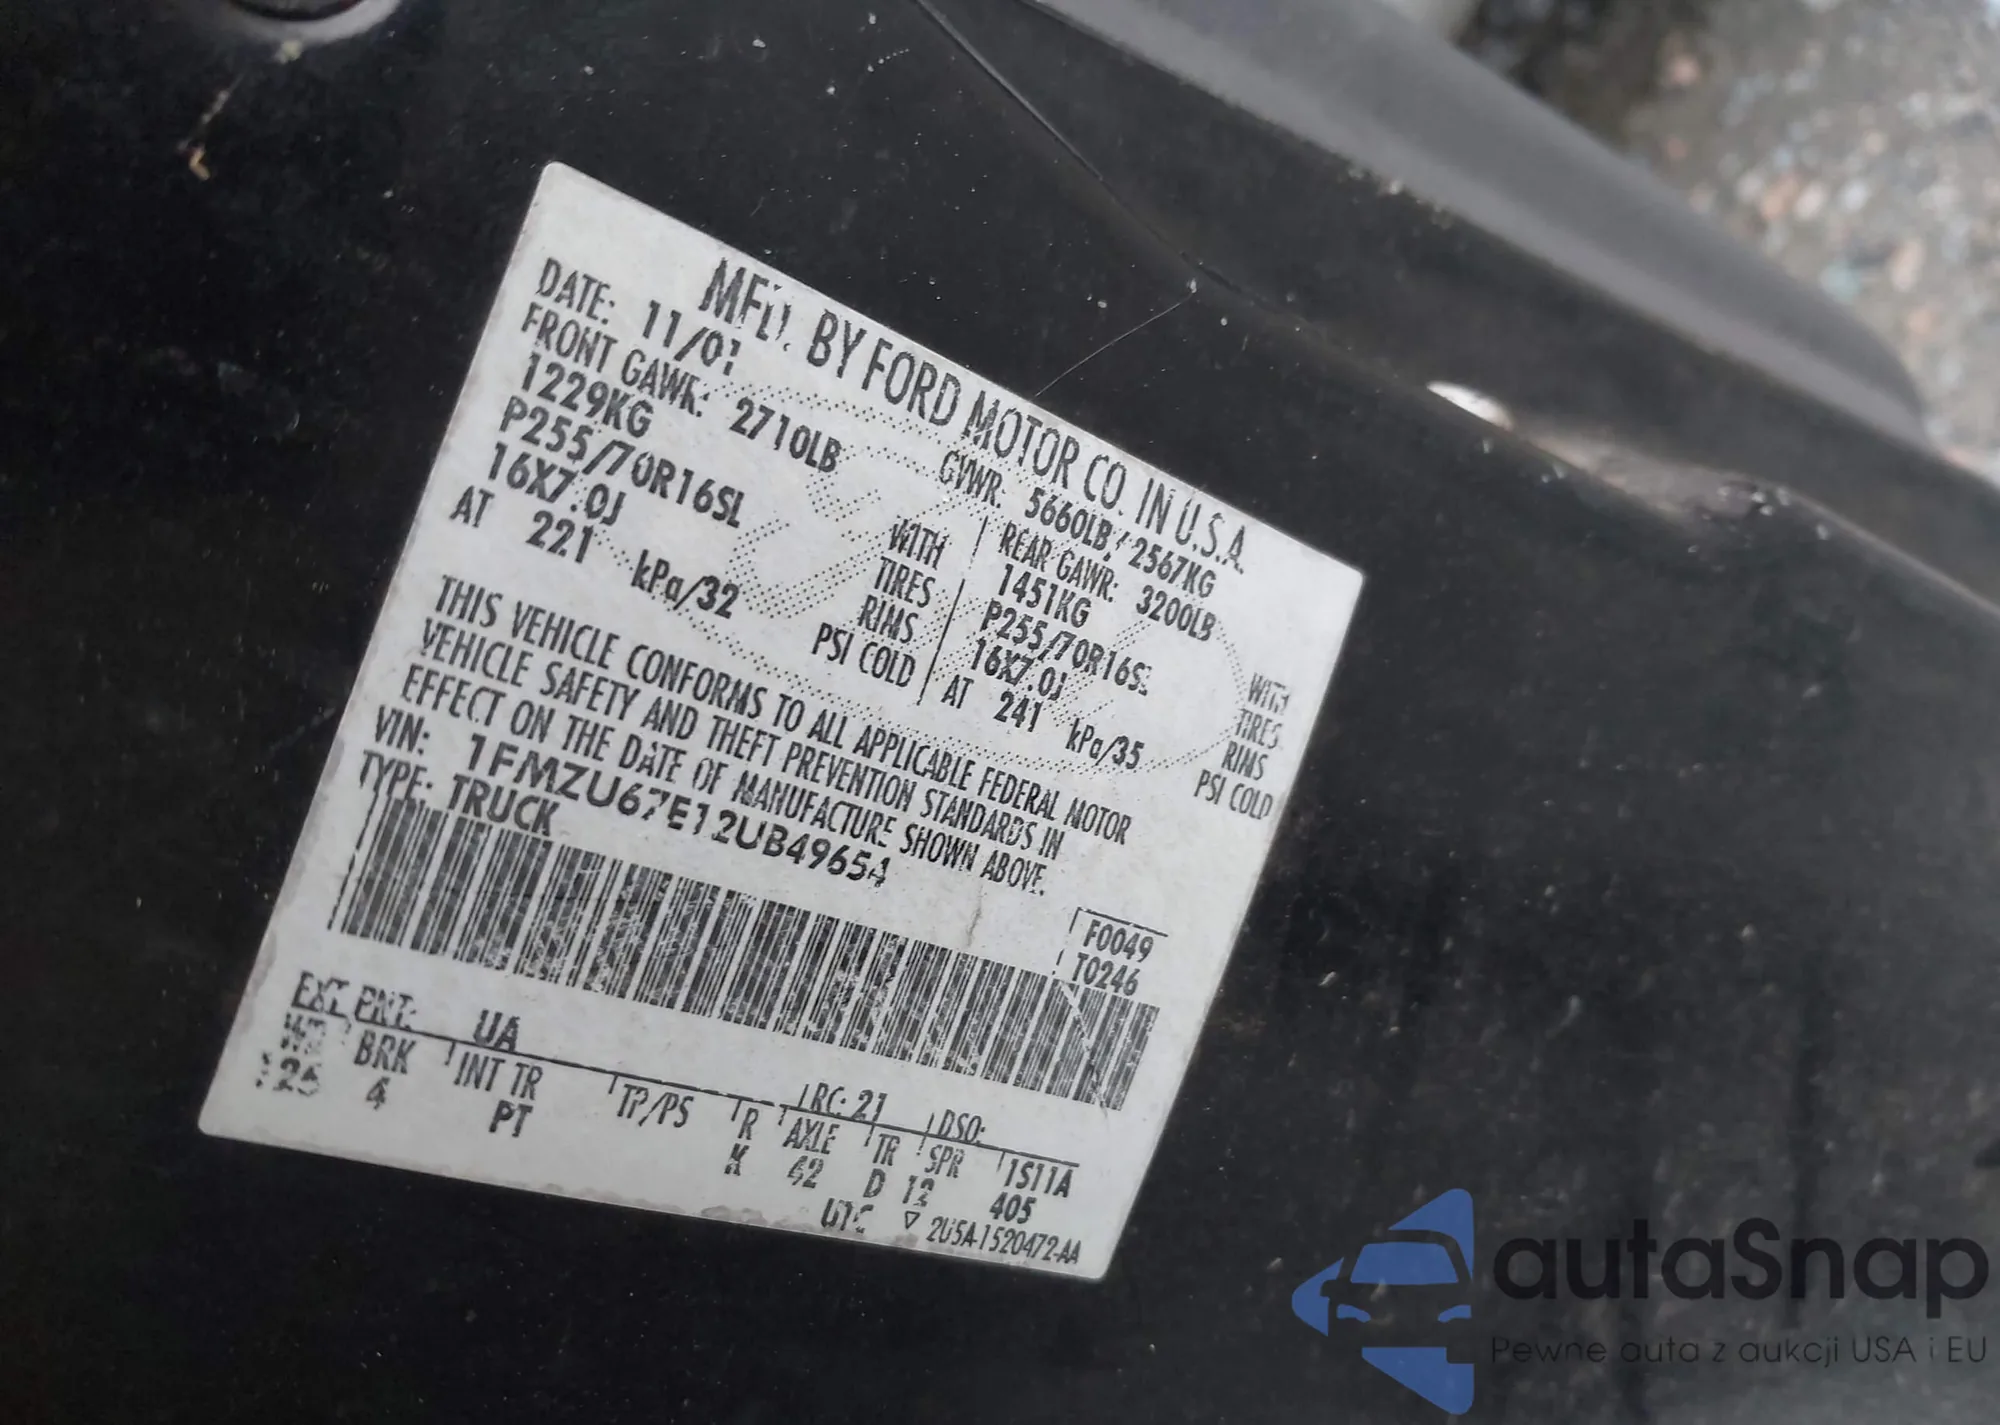 MFD. BY FORD MOTOR CO. IN U.S.A.
DATE: 11/01 GVWR: 5660LB/ 2567KG
FRONT GAWR: 2710LB REAR GAWR: 3200LB
1229KG WITH 1451KG WITH
P255/70R16SL TIRES P255/70R16SL TIRES
16X7.0J RIMS 16X7.0J RIMS
AT 221 kPa/32 PSI COLD AT 241 kPa/35 PSI COLD
THIS VEHICLE CONFORMS TO ALL APPLICABLE FEDERAL MOTOR
VEHICLE SAFETY AND THEFT PREVENTION STANDARDS IN
EFFECT ON THE DATE OF MANUFACTURE SHOWN ABOVE.
VIN: 1FMZU67E12UB49654
TYPE: TRUCK
F0049
T0246
EXT PNT: UA RC: 21 DSO:
WB BRK INT TR TP/PS R AXLE TR SPR 1S11A
126 4 PT K 42 D 12 405
UTC ▽ 2U5A-1520472-AA
autaSnap
Pewne auta z aukcji USA i EU